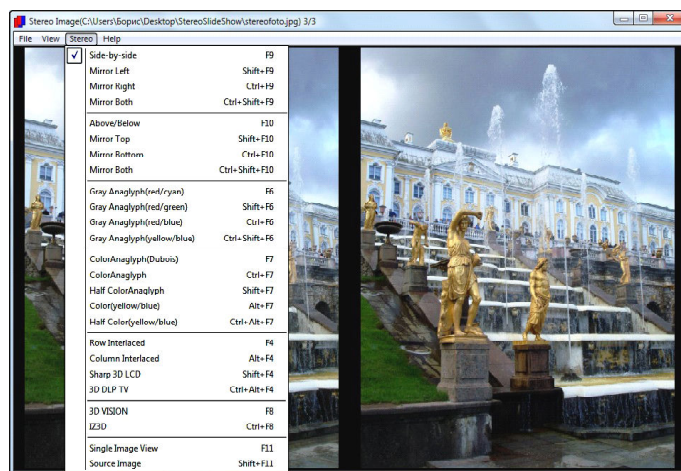 Stereo Image(C:\Users\Борис\Desktop\StereoSlideShow\stereofoto.jpg) 3/3
File View Stereo Help
Side-by-side F9
Mirror Left Shift+F9
Mirror Right Ctrl+F9
Mirror Both Ctrl+Shift+F9
Above/Below F10
Mirror Top Shift+F10
Mirror Bottom Ctrl+F10
Mirror Both Ctrl+Shift+F10
Gray Anaglyph(red/cyan) F6
Gray Anaglyph(red/green) Shift+F6
Gray Anaglyph(red/blue) Ctrl+F6
Gray Anaglyph(yellow/blue) Ctrl+Shift+F6
ColorAnaglyph(Dubois) F7
ColorAnaglyph Ctrl+F7
Half ColorAnaglyph Shift+F7
Color(yellow/blue) Alt+F7
Half Color(yellow/blue) Ctrl+Alt+F7
Row Interlaced F4
Column Interlaced Alt+F4
Sharp 3D LCD Shift+F4
3D DLP TV Ctrl+Alt+F4
3D VISION F8
IZ3D Ctrl+F8
Single Image View F11
Source Image Shift+F11